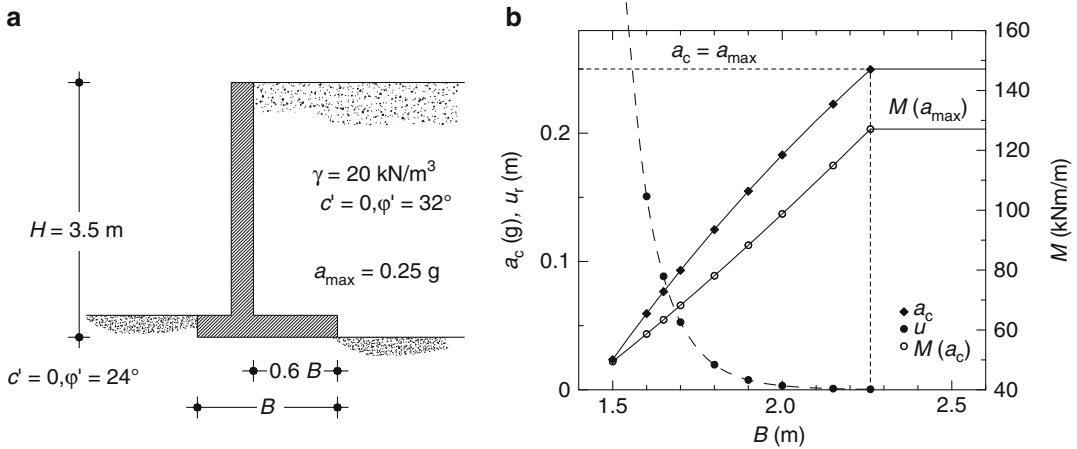 a
H = 3.5 m
γ = 20 kN/m³
c' = 0,φ' = 32°
a_max = 0.25 g
c' = 0,φ' = 24°
0.6 B
B
b
a_c = a_max
M (a_max)
a_c (g), u_r (m)
0.2
0.1
0
160
140
120
100
80
60
40
M (kNm/m)
a_c
u
M (a_c)
1.5
2.0
2.5
B (m)